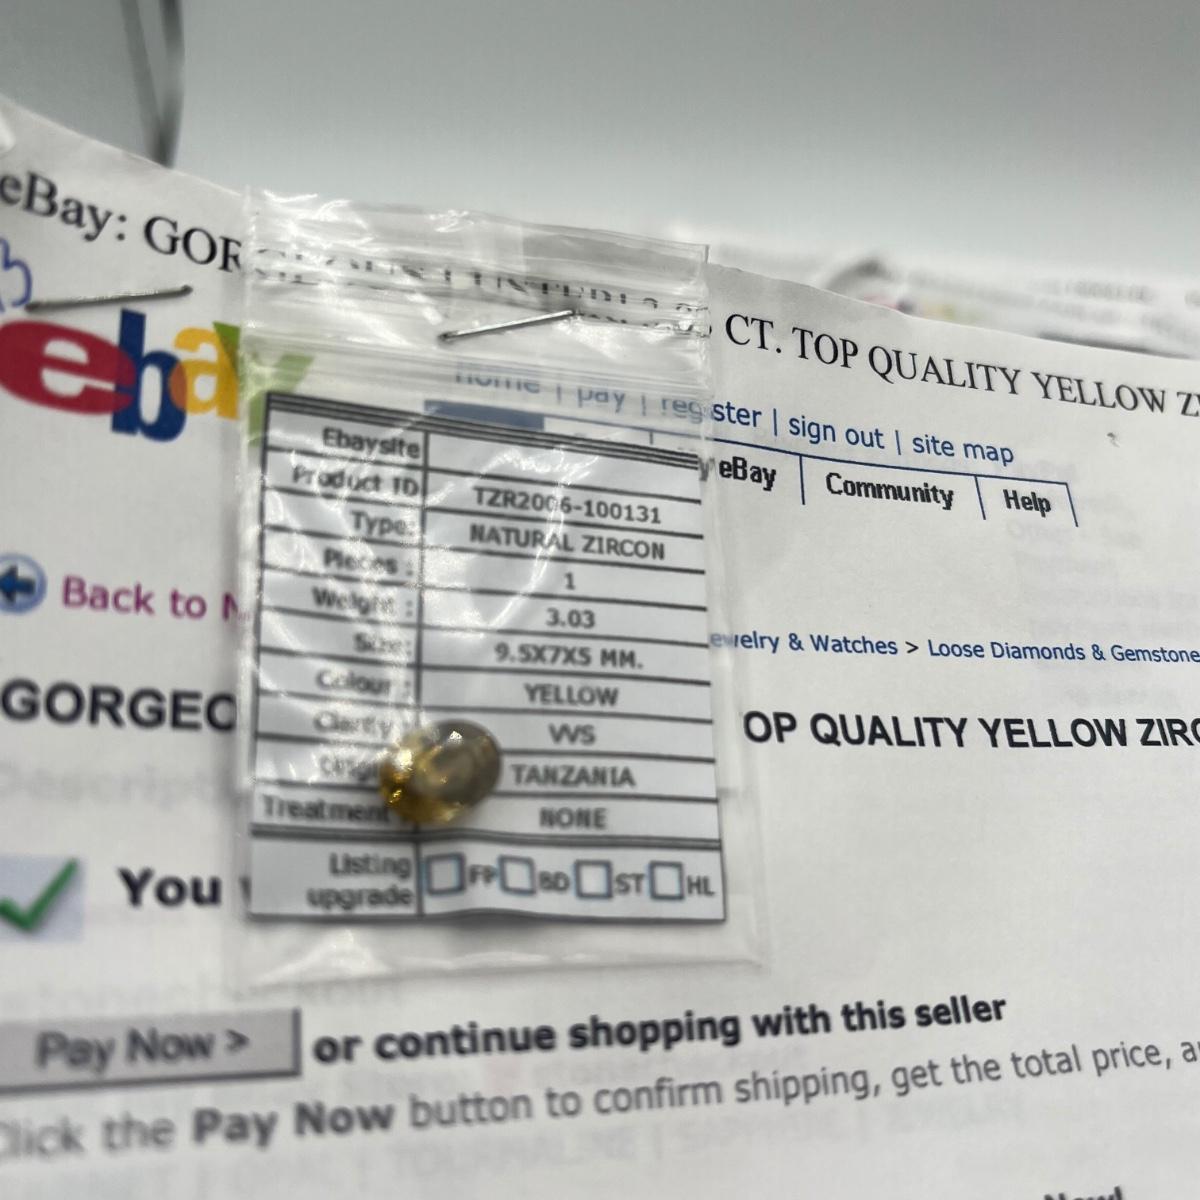 eBay: GOR
CT. TOP QUALITY YELLOW Z
3
ebay
home | pay | register | sign out | site map
eBay
Community
Help
Back to
Jewelry & Watches > Loose Diamonds & Gemstone
GORGEO
OP QUALITY YELLOW ZIRC
Ebaysite
Product ID TZR2006-100131
Type: NATURAL ZIRCON
Pieces : 1
Weight : 3.03
Size: 9.5X7X5 MM.
Colour : YELLOW
Clarity VVS
TANZANIA
Treatment NONE
Listing upgrade FP BD ST HL
Descript
You
Pay Now > or continue shopping with this seller
Click the Pay Now button to confirm shipping, get the total price, a